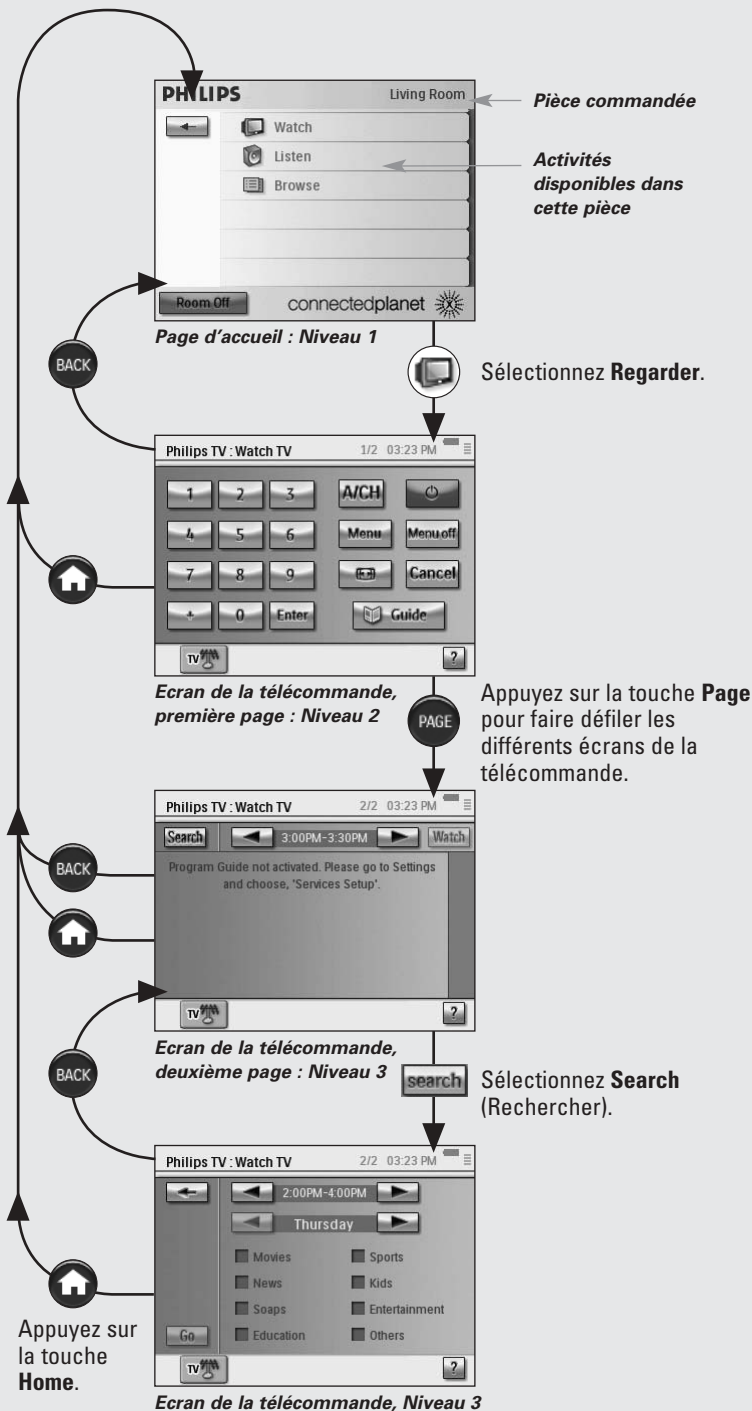 PHILIPS Living Room
Pièce commandée
Watch
Listen
Browse
Activités
disponibles dans
cette pièce
Room Off connectedplanet
Page d'accueil : Niveau 1
BACK
Sélectionnez Regarder.
Philips TV : Watch TV 1/2 03:23 PM
1 2 3 A/CH
4 5 6 Menu Menu off
7 8 9 Cancel
+ 0 Enter Guide
TV ?
Ecran de la télécommande,
première page : Niveau 2
PAGE
Appuyez sur la touche Page
pour faire défiler les
différents écrans de la
télécommande.
Philips TV : Watch TV 2/2 03:23 PM
Search 3:00PM-3:30PM Watch
Program Guide not activated. Please go to Settings
and choose, 'Services Setup'.
BACK
TV ?
Ecran de la télécommande,
deuxième page : Niveau 3
BACK
search
Sélectionnez Search
(Rechercher).
Philips TV : Watch TV 2/2 03:23 PM
2:00PM-4:00PM
Thursday
Movies Sports
News Kids
Soaps Entertainment
Go Education Others
TV ?
Appuyez sur
la touche
Home.
Ecran de la télécommande, Niveau 3